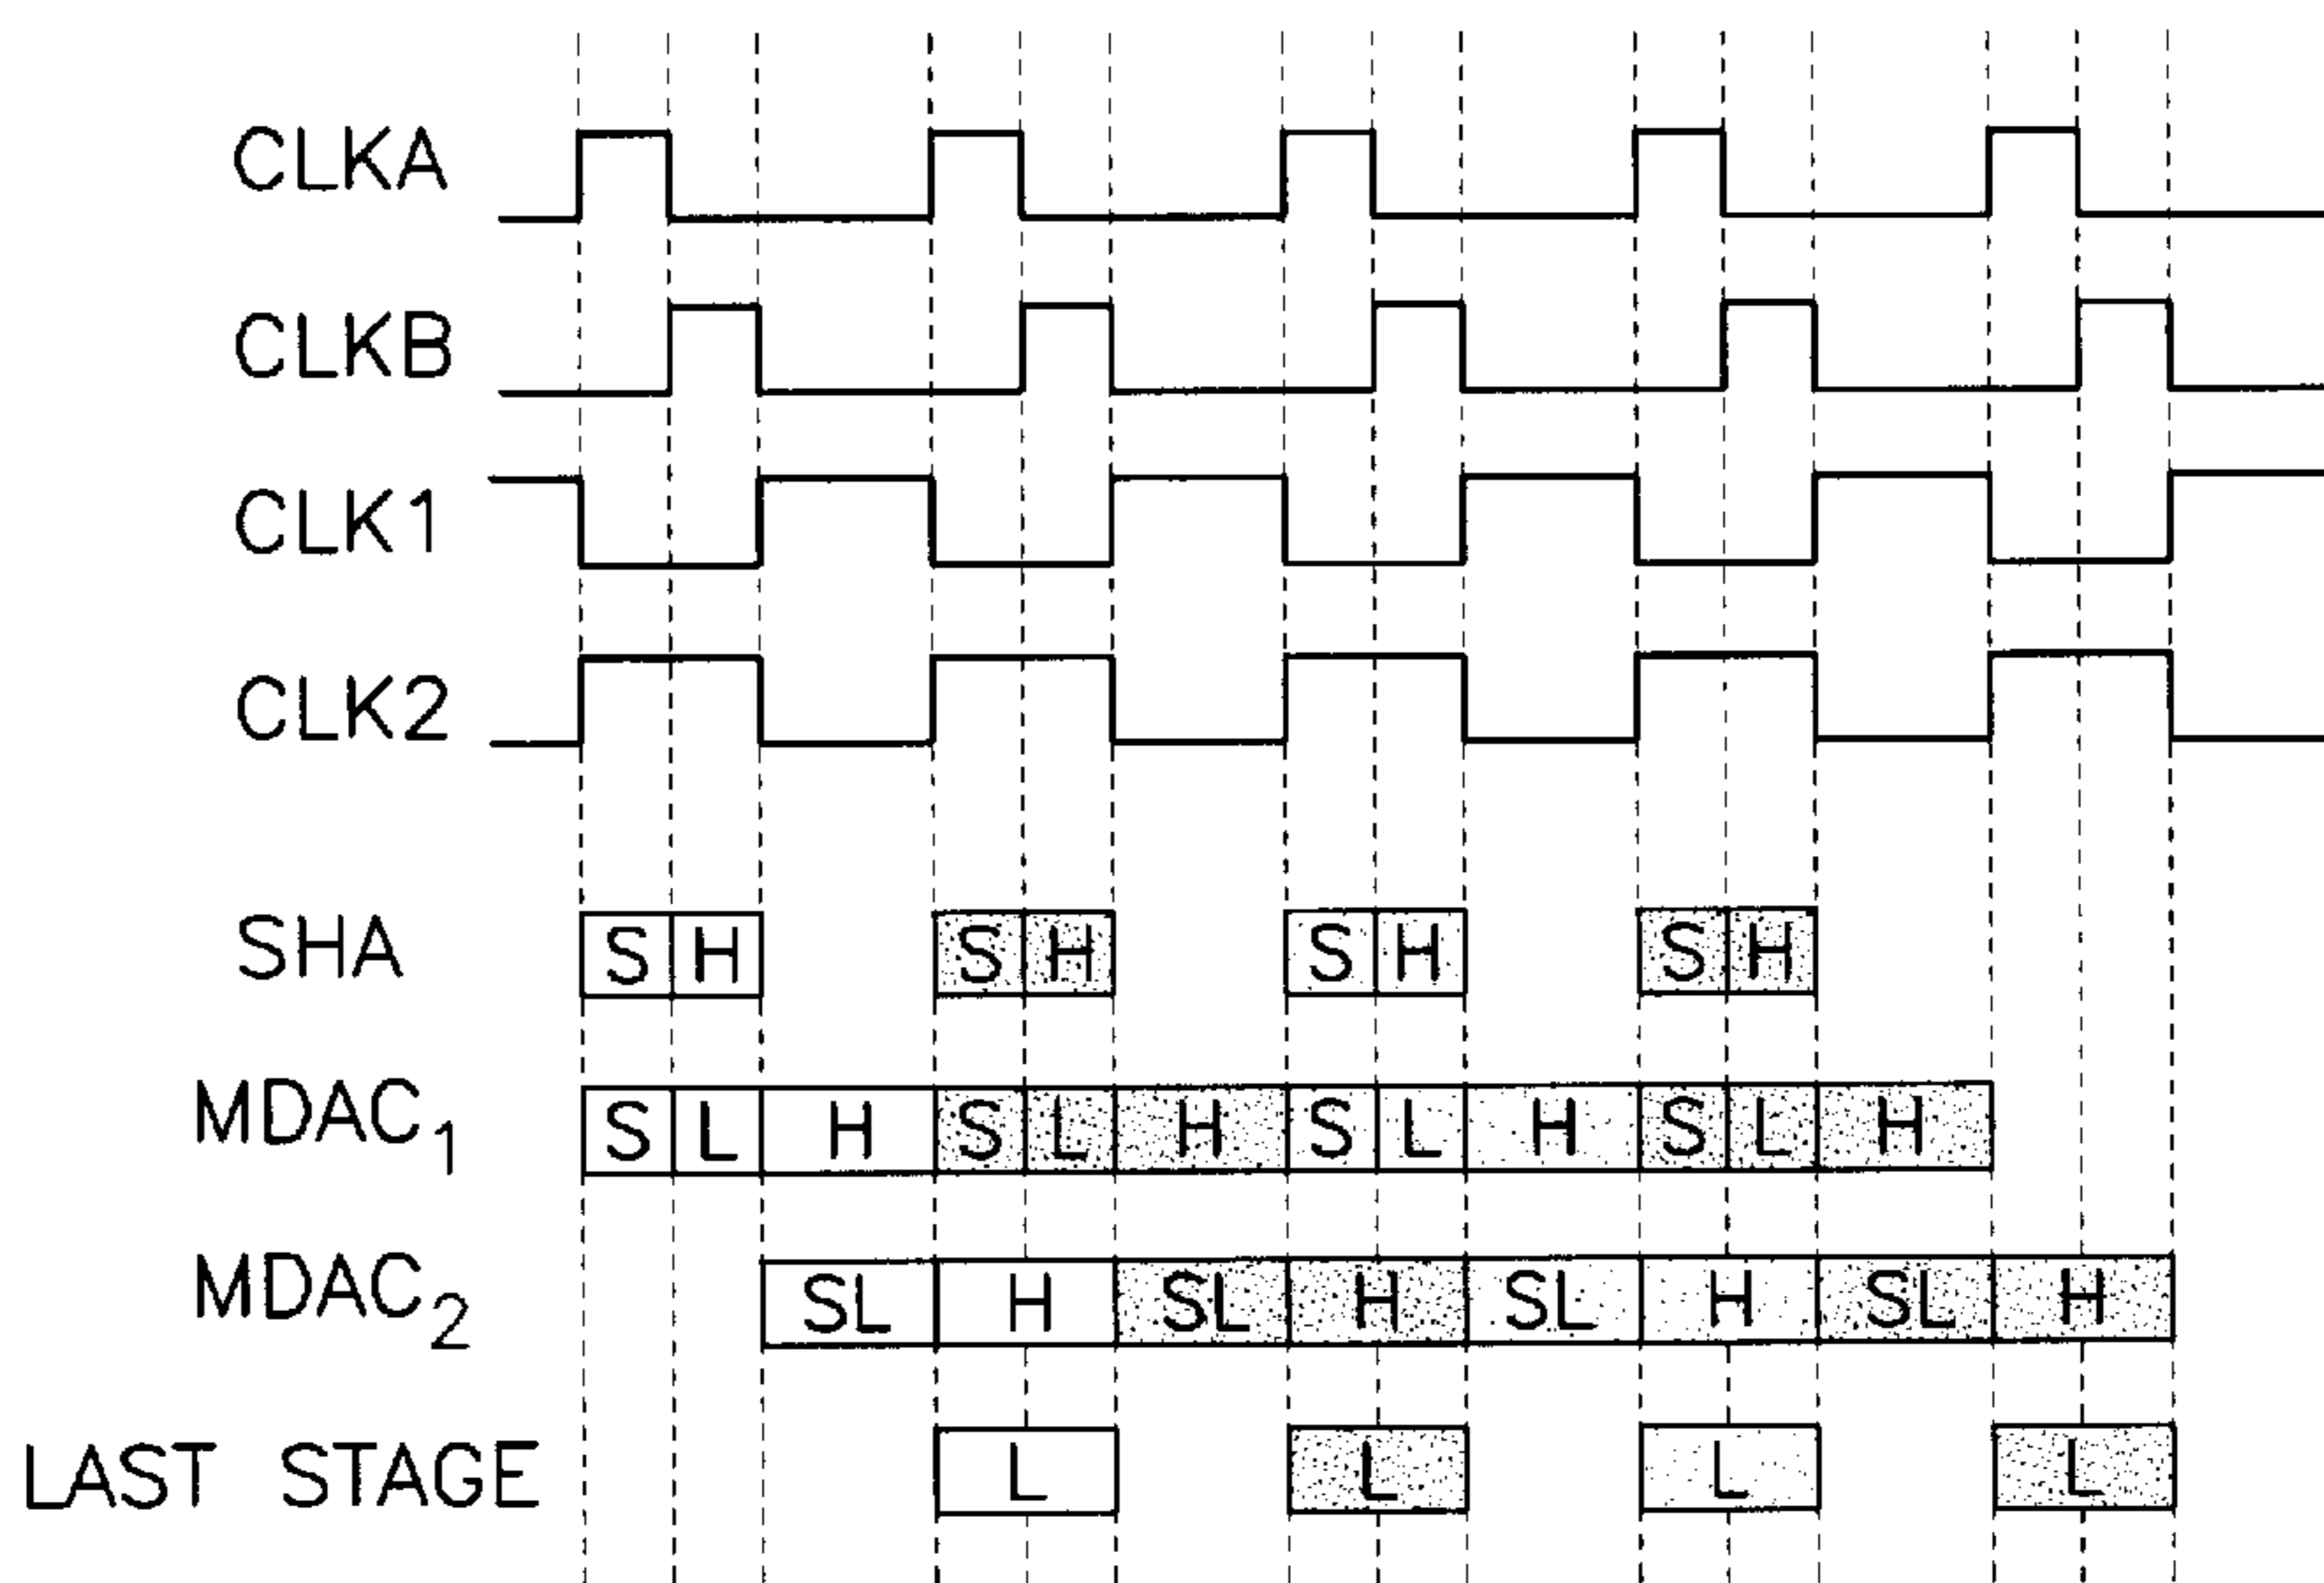 CLKA
CLKB
CLK1
CLK2
SHA S H S H S H S H
MDAC1 S L H S L H S L H S L H
MDAC2 SL H SL H SL H SL H
LAST STAGE L L L L